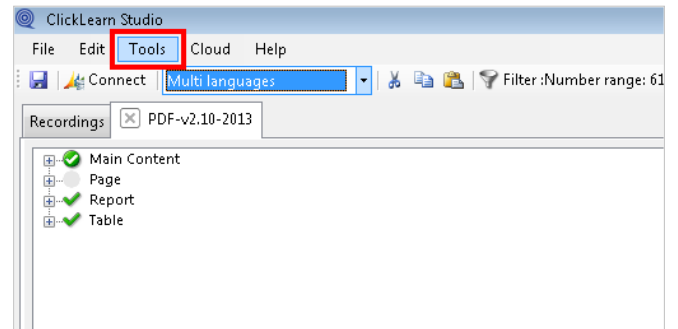 ClickLearn Studio
File Edit Tools Cloud Help
Connect Multi languages Filter :Number range: 61
Recordings PDF-v2.10-2013
Main Content
Page
Report
Table